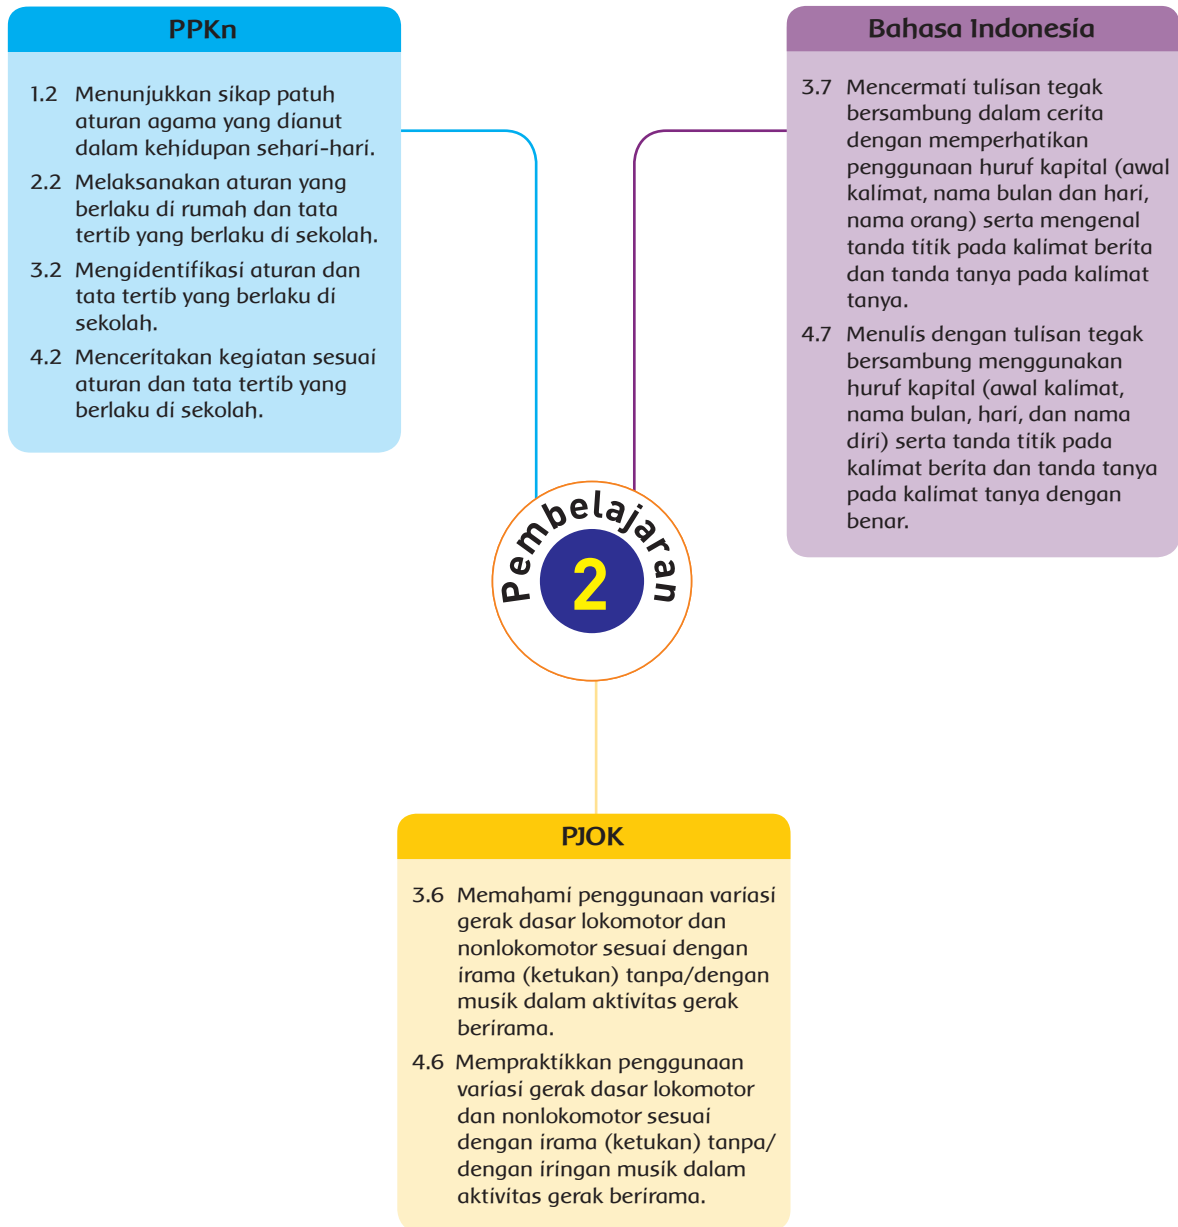 PPKn
1.2 Menunjukkan sikap patuh
aturan agama yang dianut
dalam kehidupan sehari-hari.
2.2 Melaksanakan aturan yang
berlaku di rumah dan tata
tertib yang berlaku di sekolah.
3.2 Mengidentifikasi aturan dan
tata tertib yang berlaku di
sekolah.
4.2 Menceritakan kegiatan sesuai
aturan dan tata tertib yang
berlaku di sekolah.
Bahasa Indonesia
3.7 Mencermati tulisan tegak
bersambung dalam cerita
dengan memperhatikan
penggunaan huruf kapital (awal
kalimat, nama bulan dan hari,
nama orang) serta mengenal
tanda titik pada kalimat berita
dan tanda tanya pada kalimat
tanya.
4.7 Menulis dengan tulisan tegak
bersambung menggunakan
huruf kapital (awal kalimat,
nama bulan, hari, dan nama
diri) serta tanda titik pada
kalimat berita dan tanda tanya
pada kalimat tanya dengan
benar.
Pembelajaran
2
PJOK
3.6 Memahami penggunaan variasi
gerak dasar lokomotor dan
nonlokomotor sesuai dengan
irama (ketukan) tanpa/dengan
musik dalam aktivitas gerak
berirama.
4.6 Mempraktikkan penggunaan
variasi gerak dasar lokomotor
dan nonlokomotor sesuai
dengan irama (ketukan) tanpa/
dengan iringan musik dalam
aktivitas gerak berirama.